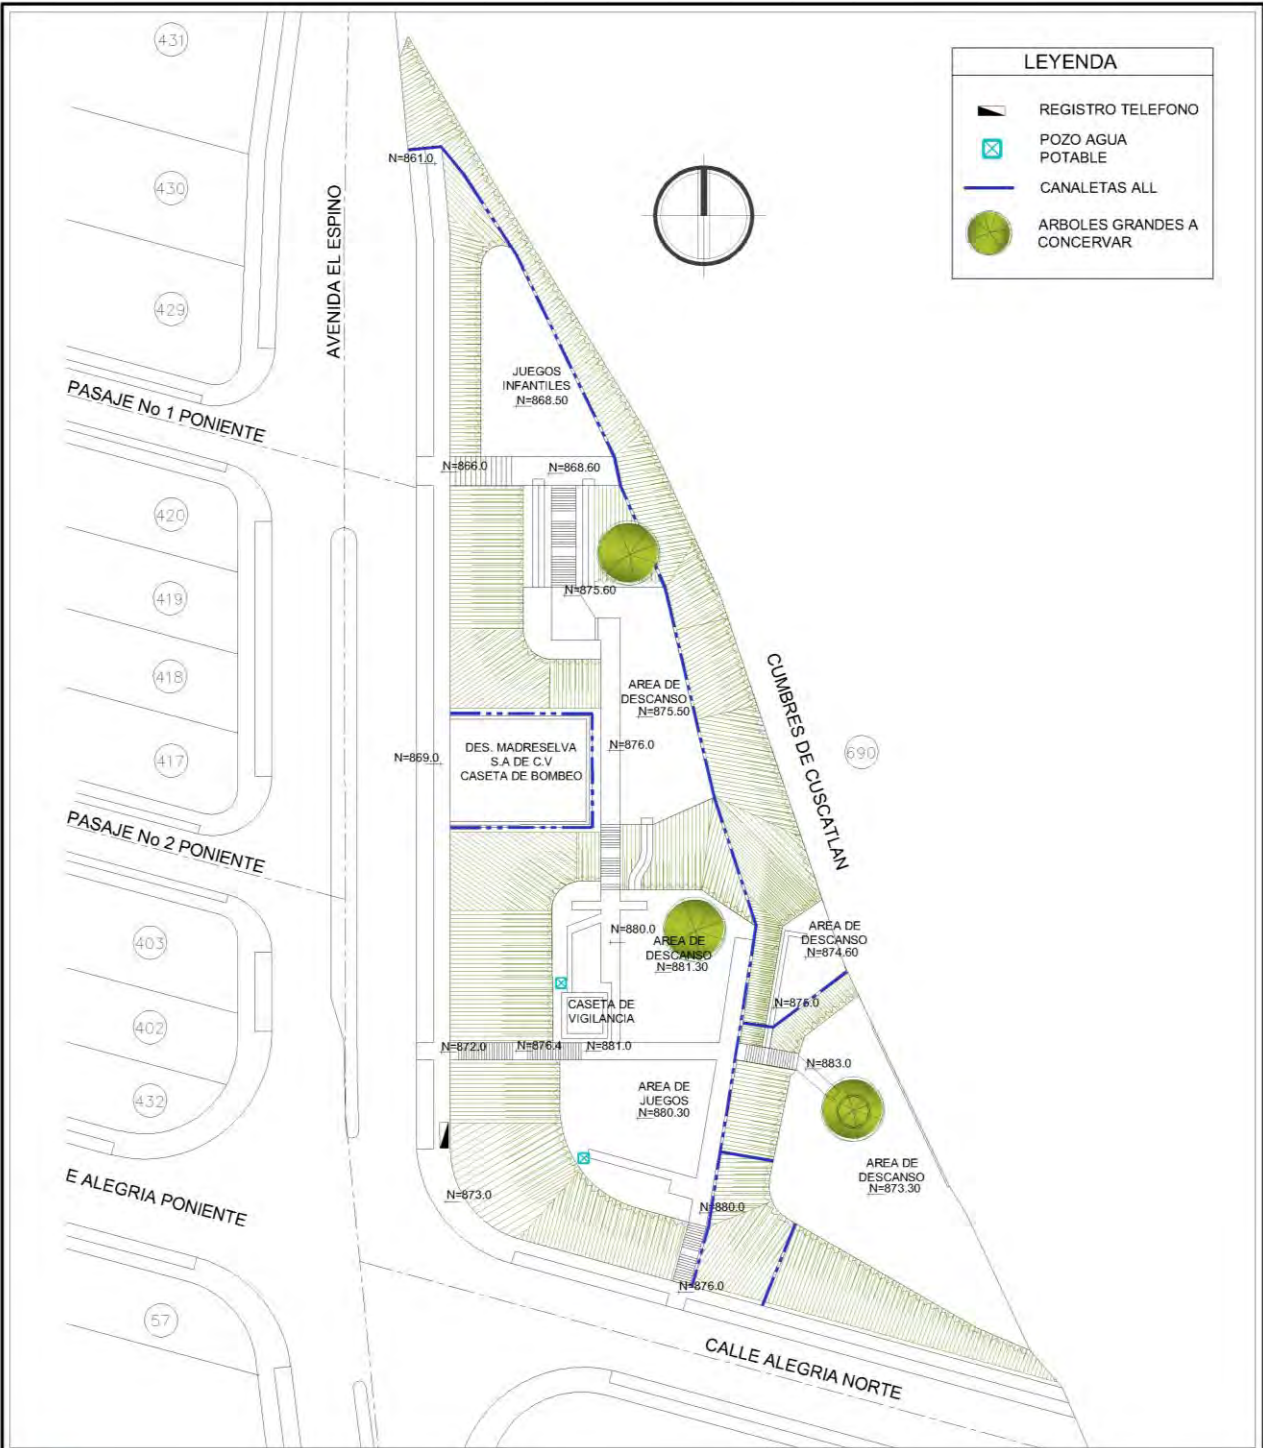 LEYENDA
REGISTRO TELEFONO
POZO AGUA
POTABLE
CANALETAS ALL
ARBOLES GRANDES A
CONCERVAR
431
430
429
AVENIDA EL ESPINO
N=861.0
JUEGOS
INFANTILES
N=868.50
PASAJE No 1 PONIENTE
N=866.0
N=868.60
420
419
418
417
N=875.60
AREA DE
DESCANSO
N=875.50
N=876.0
N=869.0
DES. MADRESELVA
S.A DE C.V
CASETA DE BOMBEO
CUMBRES DE CUSCATLAN
690
PASAJE No 2 PONIENTE
403
402
432
N=880.0
AREA DE
DESCANSO
N=881.30
AREA DE
DESCANSO
N=874.60
N=875.0
CASETA DE
VIGILANCIA
N=872.0
N=876.4
N=881.0
N=883.0
AREA DE
JUEGOS
N=880.30
AREA DE
DESCANSO
N=873.30
N=873.0
N=880.0
N=876.0
E ALEGRIA PONIENTE
57
CALLE ALEGRIA NORTE